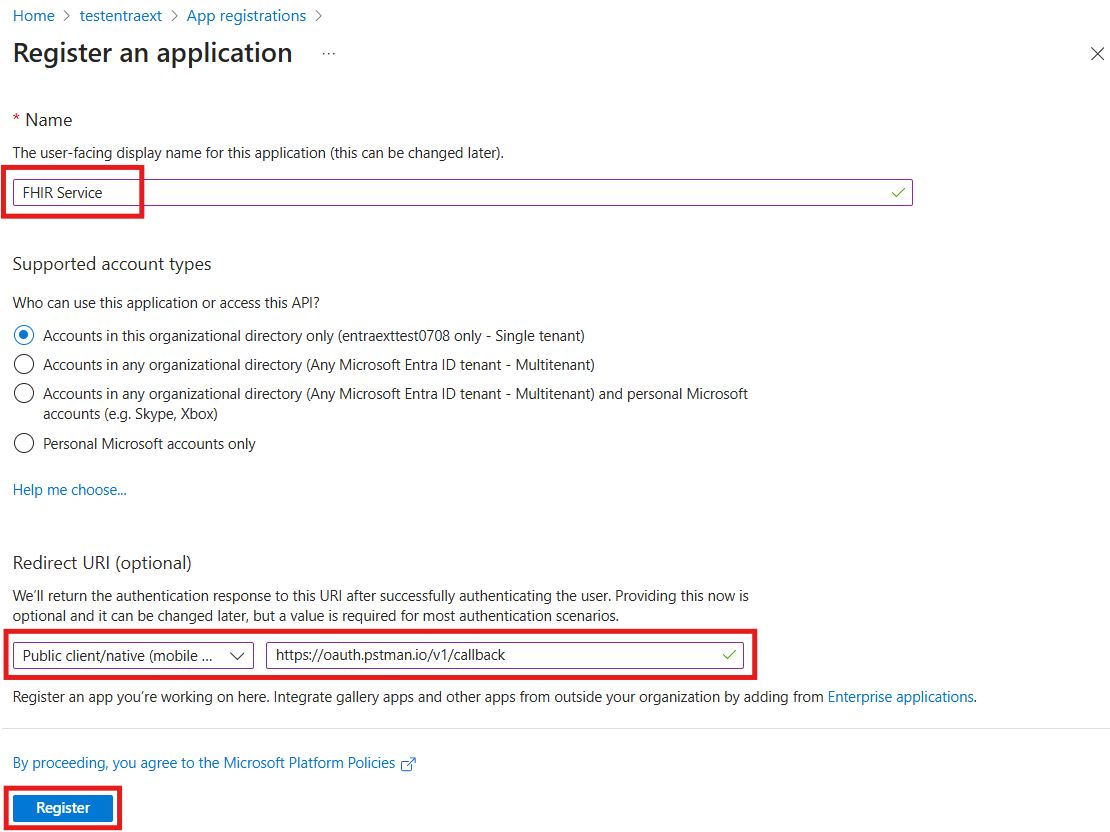 Home > testentraext > App registrations >
Register an application ...
* Name
The user-facing display name for this application (this can be changed later).
FHIR Service
Supported account types
Who can use this application or access this API?
Accounts in this organizational directory only (entraexttest0708 only - Single tenant)
Accounts in any organizational directory (Any Microsoft Entra ID tenant - Multitenant)
Accounts in any organizational directory (Any Microsoft Entra ID tenant - Multitenant) and personal Microsoft
accounts (e.g. Skype, Xbox)
Personal Microsoft accounts only
Help me choose...
Redirect URI (optional)
We'll return the authentication response to this URI after successfully authenticating the user. Providing this now is
optional and it can be changed later, but a value is required for most authentication scenarios.
Public client/native (mobile ... https://oauth.pstman.io/v1/callback
Register an app you're working on here. Integrate gallery apps and other apps from outside your organization by adding from Enterprise applications.
By proceeding, you agree to the Microsoft Platform Policies
Register